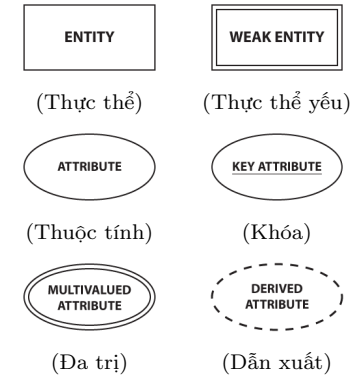 ENTITY
WEAK ENTITY
(Thực thể)
(Thực thể yếu)
ATTRIBUTE
KEY ATTRIBUTE
(Thuộc tính)
(Khóa)
MULTIVALUED
ATTRIBUTE
DERIVED
ATTRIBUTE
(Đa trị)
(Dẫn xuất)